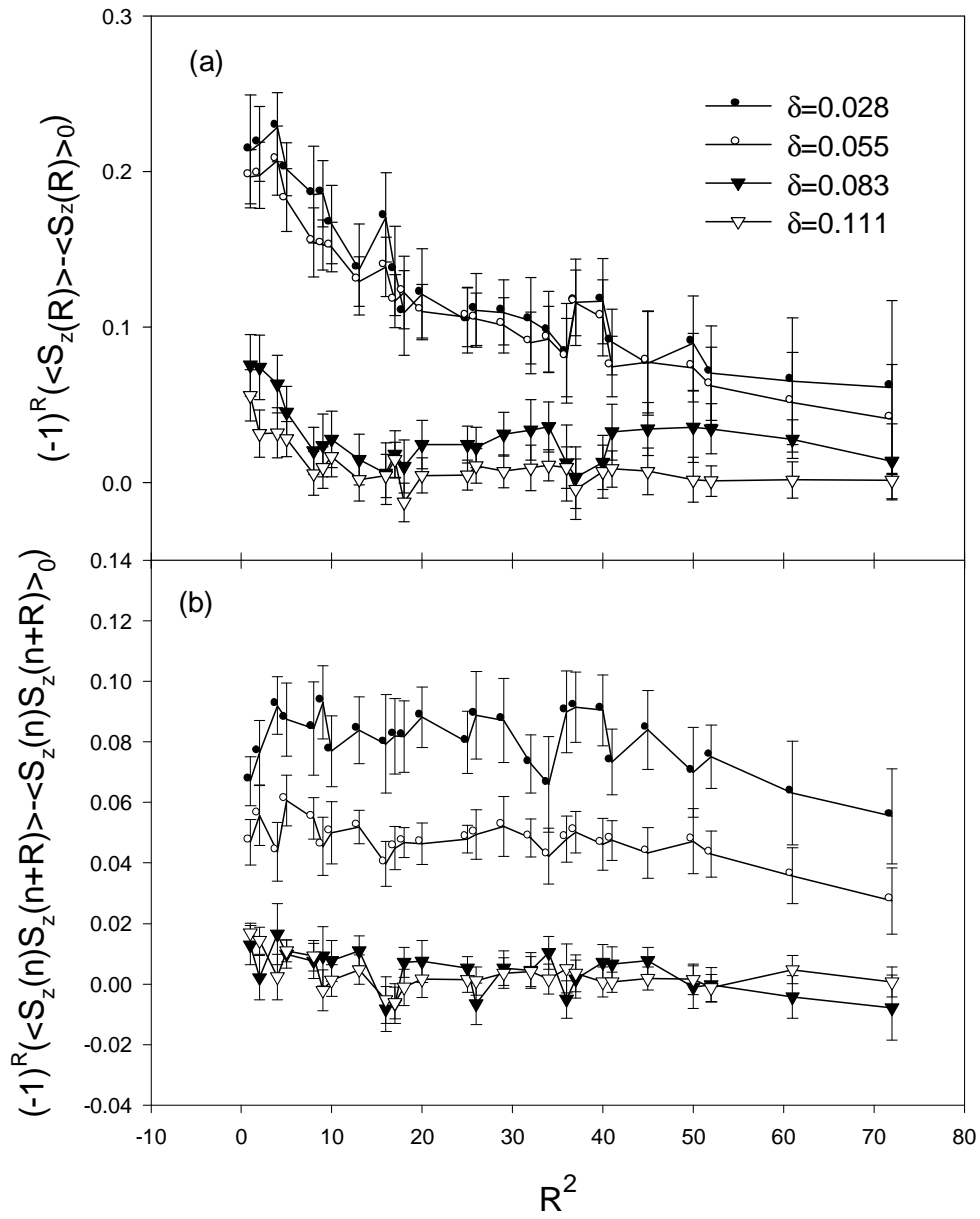 0.3
(a)
δ=0.028
δ=0.055
δ=0.083
δ=0.111
0.2
0.1
0.0
(-1)^R(<S_z(R)>-<S_z(R)>_0)
0.14
(b)
0.12
0.10
0.08
0.06
0.04
0.02
0.00
-0.02
-0.04
(-1)^R(<S_z(n)S_z(n+R)>-<S_z(n)S_z(n+R)>_0)
-10 0 10 20 30 40 50 60 70 80
R^2